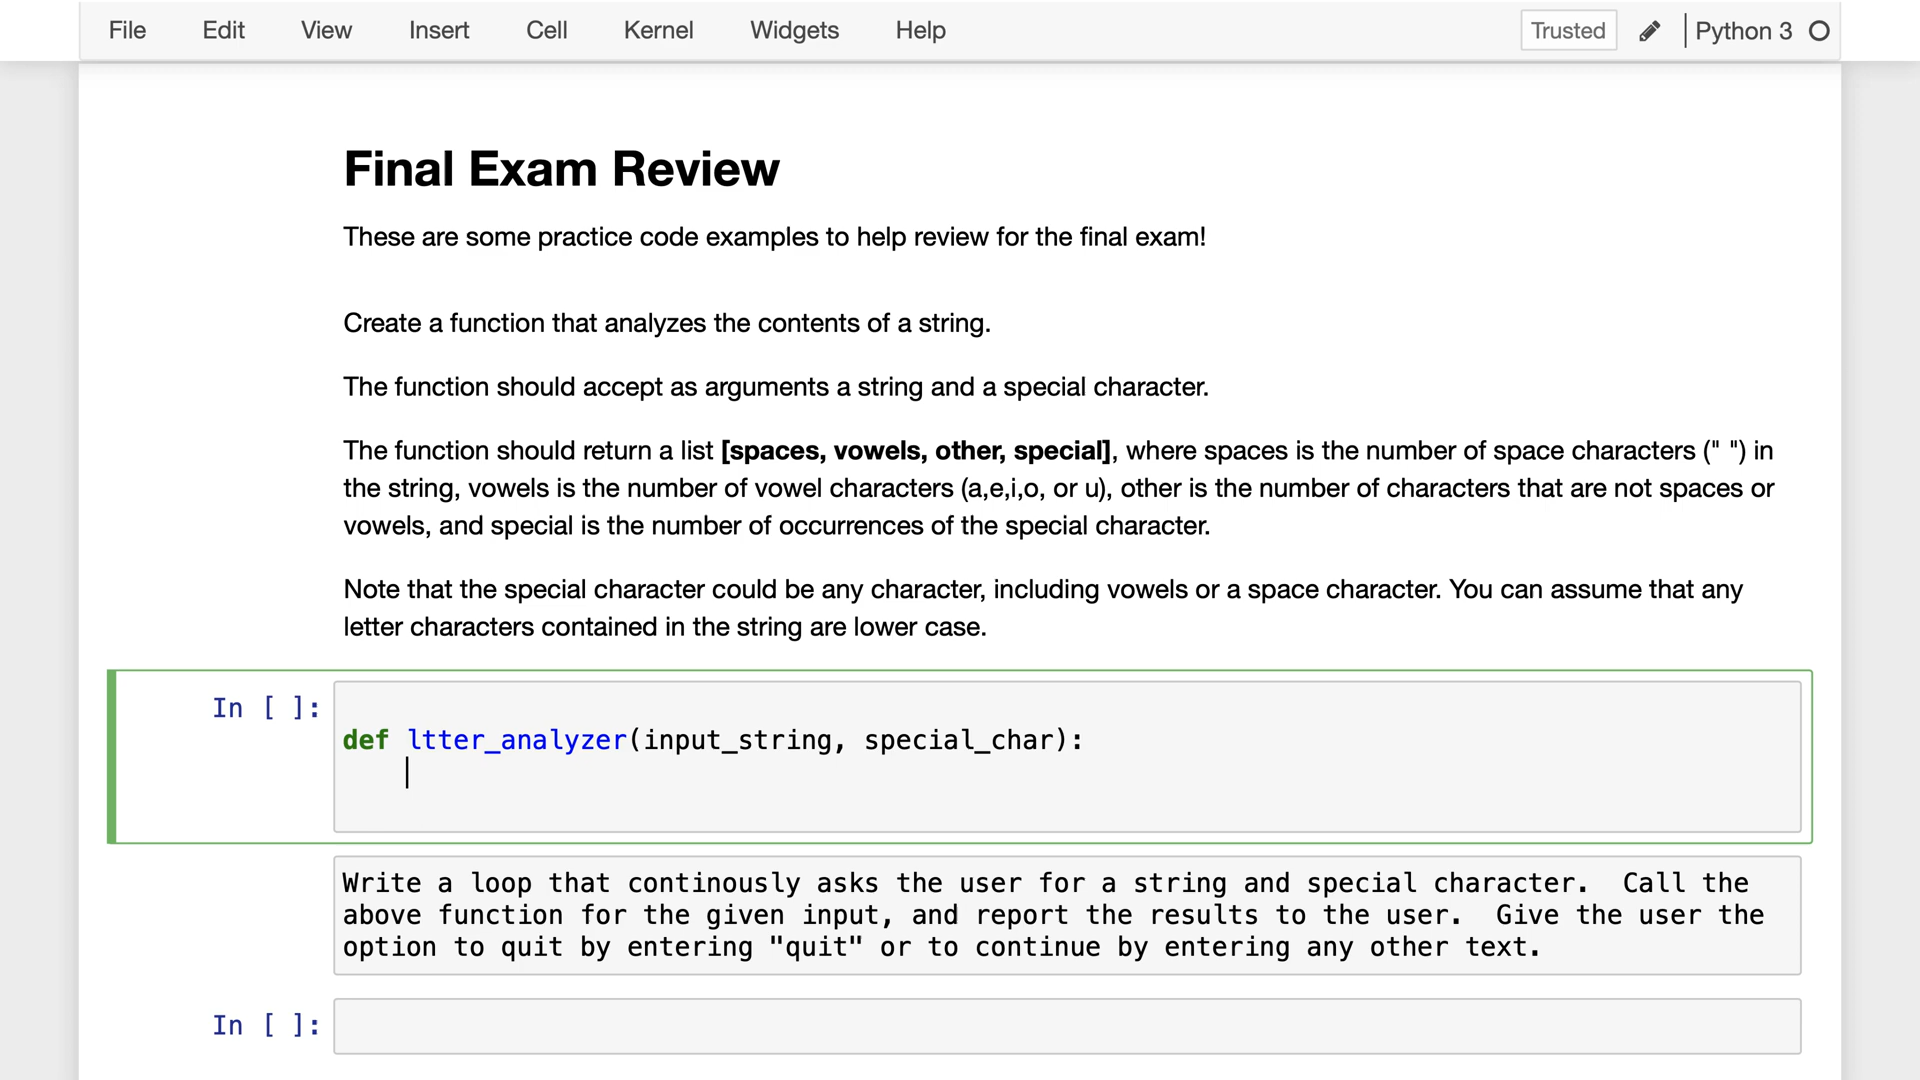 File Edit View Insert Cell Kernel Widgets Help Trusted Python 3
Final Exam Review
These are some practice code examples to help review for the final exam!
Create a function that analyzes the contents of a string.
The function should accept as arguments a string and a special character.
The function should return a list [spaces, vowels, other, special], where spaces is the number of space characters (" ") in
the string, vowels is the number of vowel characters (a,e,i,o, or u), other is the number of characters that are not spaces or
vowels, and special is the number of occurrences of the special character.
Note that the special character could be any character, including vowels or a space character. You can assume that any
letter characters contained in the string are lower case.
In [ ]:
def ltter_analyzer(input_string, special_char):
Write a loop that continously asks the user for a string and special character.  Call the
above function for the given input, and report the results to the user.  Give the user the
option to quit by entering "quit" or to continue by entering any other text.
In [ ]: